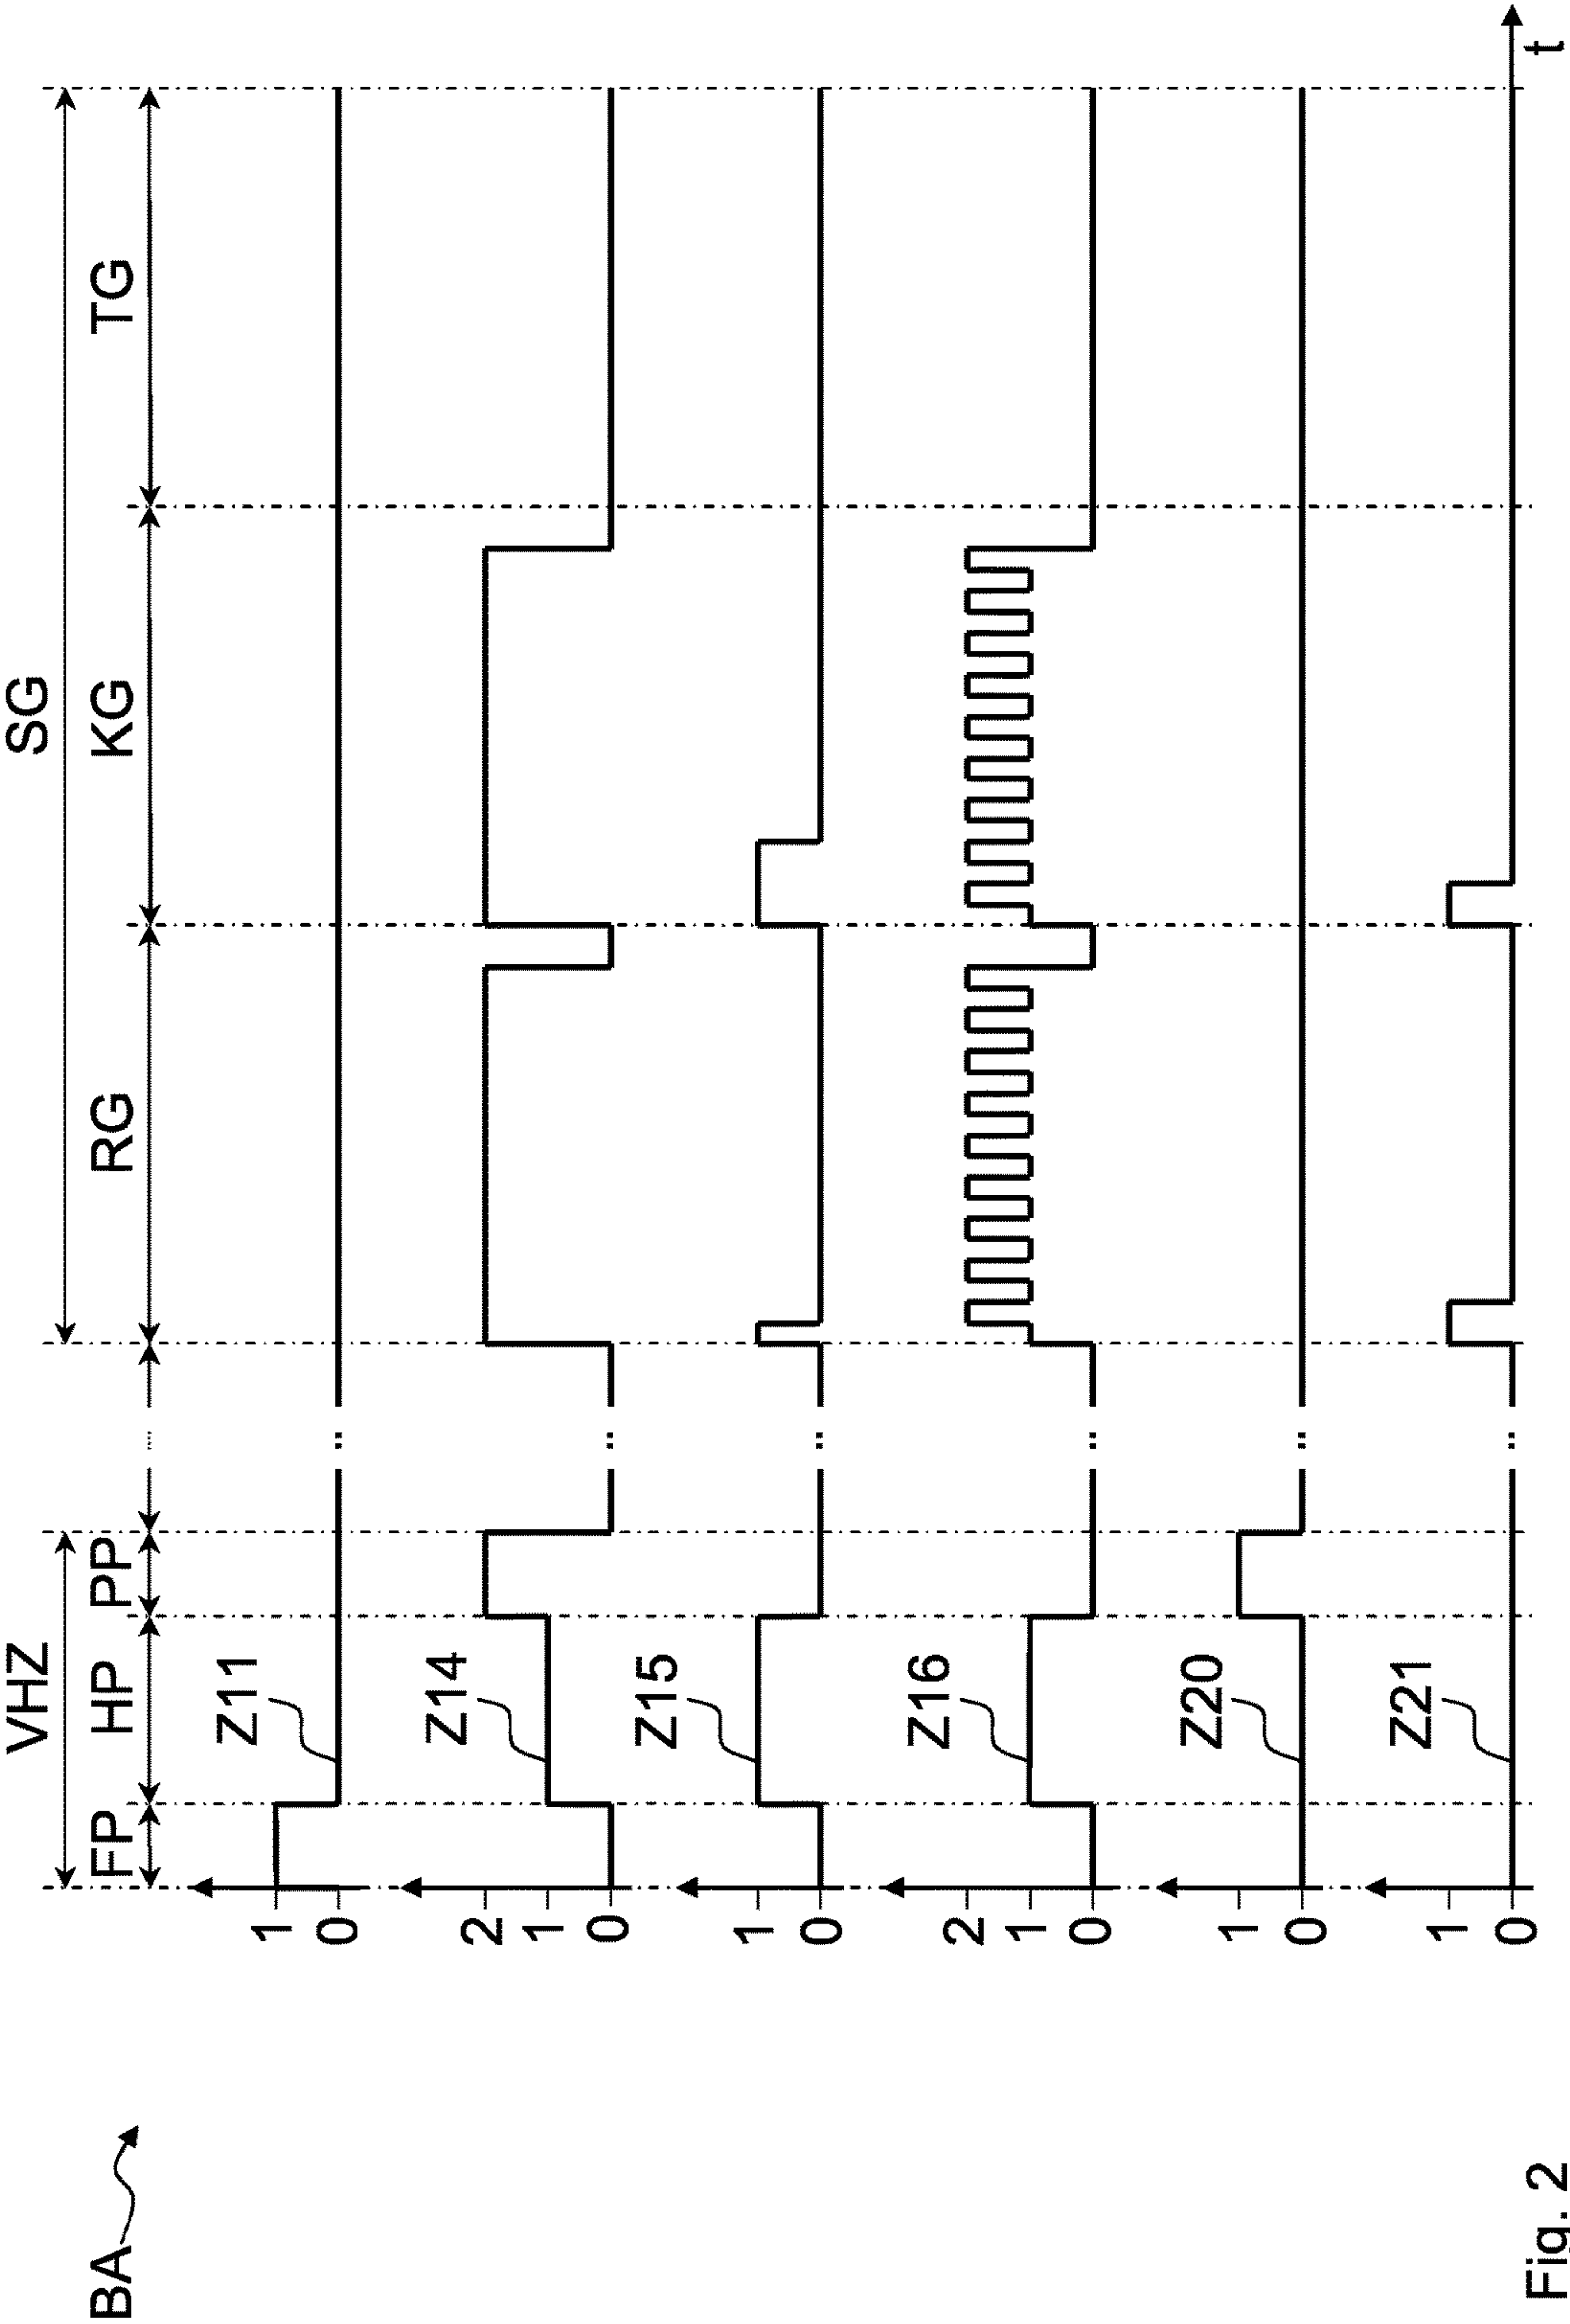 BA
VHZ SG
FP HP PP ... RG KG TG
1
0
Z11
2
1
0
Z14
1
0
Z15
2
1
0
Z16
1
0
Z20
1
0
Z21
t
Fig. 2